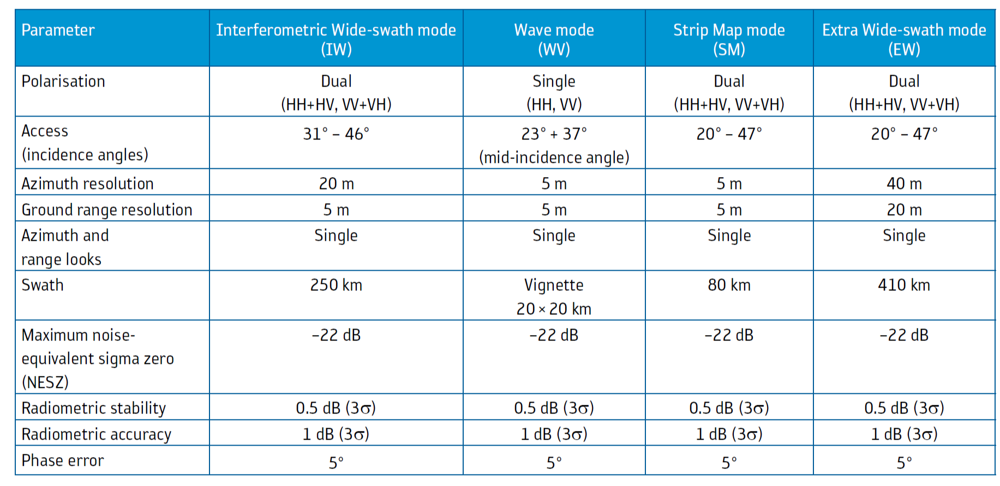 Parameter
Interferometric Wide-swath mode
(IW)
Wave mode
(WV)
Strip Map mode
(SM)
Extra Wide-swath mode
(EW)
Polarisation
Dual
(HH+HV, VV+VH)
Single
(HH, VV)
Dual
(HH+HV, VV+VH)
Dual
(HH+HV, VV+VH)
Access
(incidence angles)
31° – 46°
23° + 37°
(mid-incidence angle)
20° – 47°
20° – 47°
Azimuth resolution
20 m
5 m
5 m
40 m
Ground range resolution
5 m
5 m
5 m
20 m
Azimuth and
range looks
Single
Single
Single
Single
Swath
250 km
Vignette
20 × 20 km
80 km
410 km
Maximum noise-
equivalent sigma zero
(NESZ)
–22 dB
–22 dB
–22 dB
–22 dB
Radiometric stability
0.5 dB (3σ)
0.5 dB (3σ)
0.5 dB (3σ)
0.5 dB (3σ)
Radiometric accuracy
1 dB (3σ)
1 dB (3σ)
1 dB (3σ)
1 dB (3σ)
Phase error
5°
5°
5°
5°